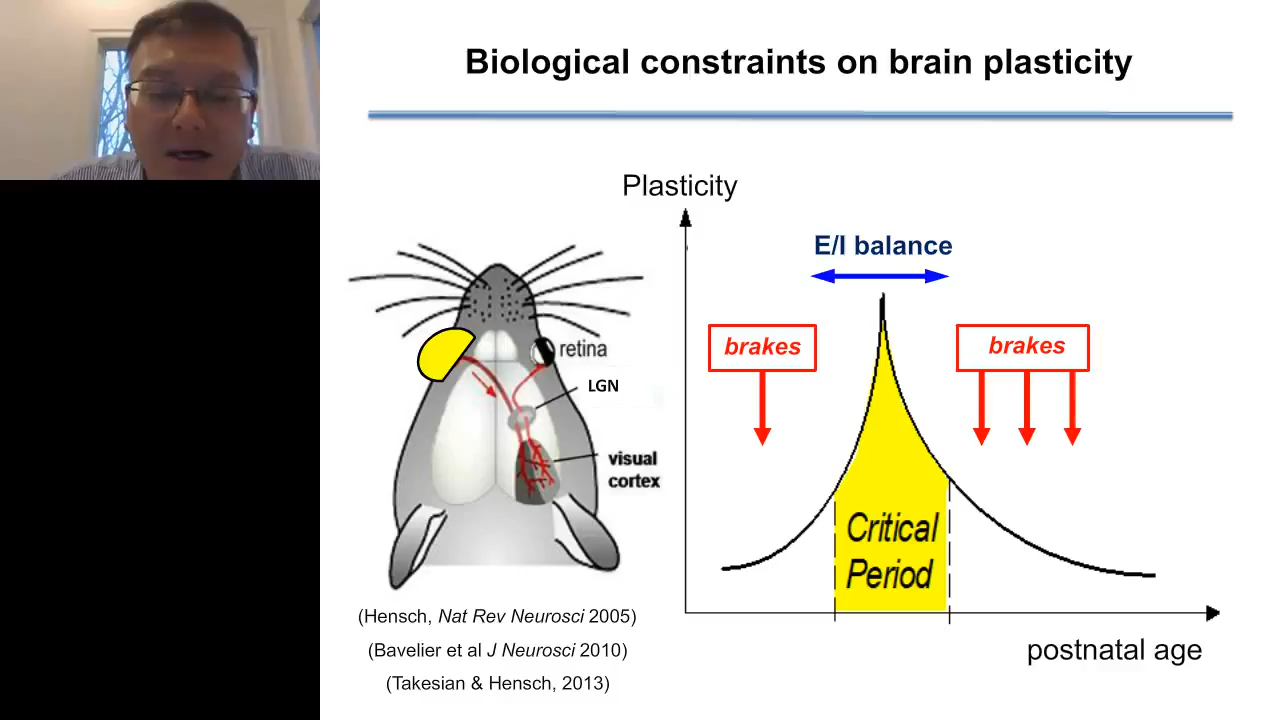 Biological constraints on brain plasticity
Plasticity
E/I balance
brakes
brakes
retina
LGN
visual
cortex
Critical
Period
(Hensch, Nat Rev Neurosci 2005)
(Bavelier et al J Neurosci 2010)
(Takesian & Hensch, 2013)
postnatal age